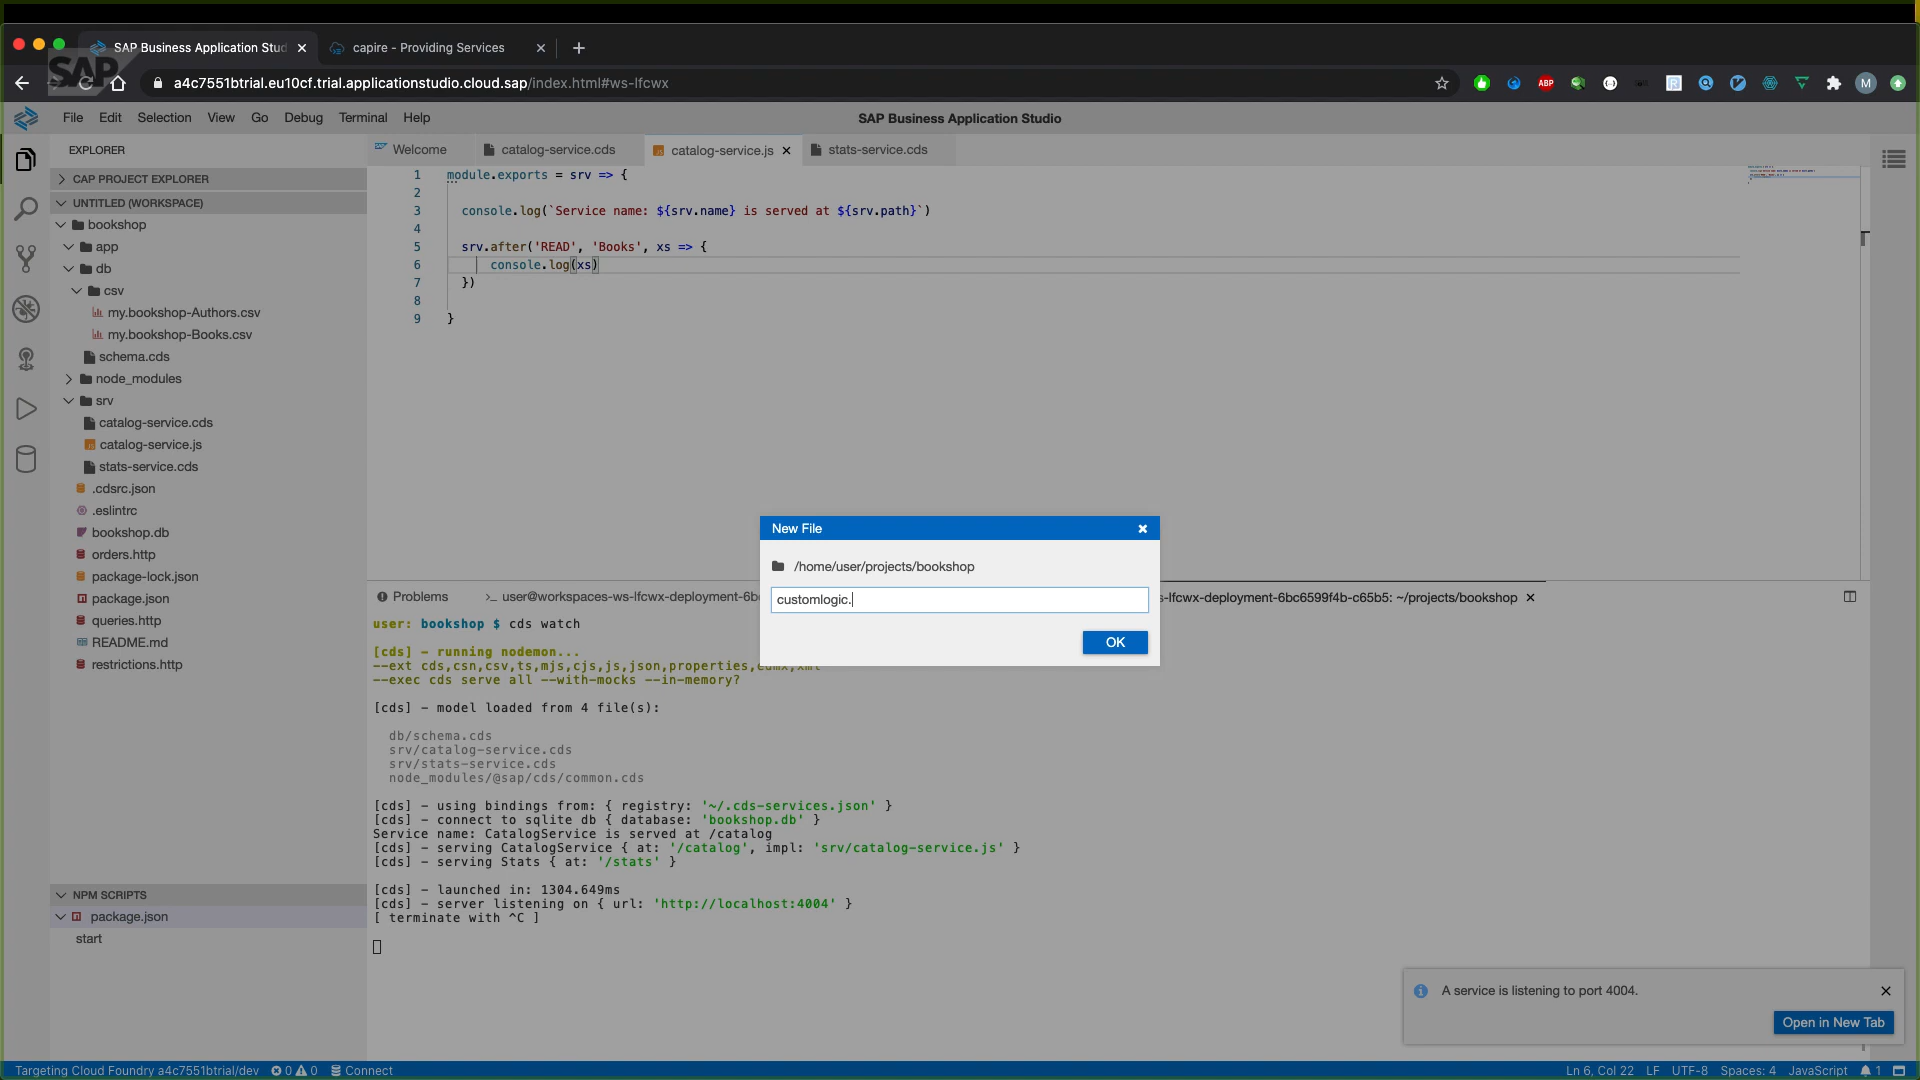 SAP Business Application Stud
capire - Providing Services
SAP
a4c7551btrial.eu10cf.trial.applicationstudio.cloud.sap/index.html#ws-lfcwx
ABP
M
File Edit Selection View Go Debug Terminal Help
SAP Business Application Studio
EXPLORER
CAP PROJECT EXPLORER
UNTITLED (WORKSPACE)
bookshop
app
db
csv
my.bookshop-Authors.csv
my.bookshop-Books.csv
schema.cds
node_modules
srv
catalog-service.cds
catalog-service.js
stats-service.cds
.cdsrc.json
.eslintrc
bookshop.db
orders.http
package-lock.json
package.json
queries.http
README.md
restrictions.http
NPM SCRIPTS
package.json
start
Welcome
catalog-service.cds
catalog-service.js
stats-service.cds
1 module.exports = srv => {
2
3 console.log(`Service name: ${srv.name} is served at ${srv.path}`)
4
5 srv.after('READ', 'Books', xs => {
6 console.log(xs)
7 })
8
9 }
New File
/home/user/projects/bookshop
customlogic.
OK
Problems
>_ user@workspaces-ws-lfcwx-deployment-6b
s-lfcwx-deployment-6bc6599f4b-c65b5: ~/projects/bookshop
user: bookshop $ cds watch
[cds] - running nodemon...
--ext cds,csn,csv,ts,mjs,cjs,js,json,properties,edmx,xml
--exec cds serve all --with-mocks --in-memory?
[cds] - model loaded from 4 file(s):
db/schema.cds
srv/catalog-service.cds
srv/stats-service.cds
node_modules/@sap/cds/common.cds
[cds] - using bindings from: { registry: '~/.cds-services.json' }
[cds] - connect to sqlite db { database: 'bookshop.db' }
Service name: CatalogService is served at /catalog
[cds] - serving CatalogService { at: '/catalog', impl: 'srv/catalog-service.js' }
[cds] - serving Stats { at: '/stats' }
[cds] - launched in: 1304.649ms
[cds] - server listening on { url: 'http://localhost:4004' }
[ terminate with ^C ]
A service is listening to port 4004.
Open in New Tab
Targeting Cloud Foundry a4c7551btrial/dev 0 0 Connect
Ln 6, Col 22 LF UTF-8 Spaces: 4 JavaScript 1